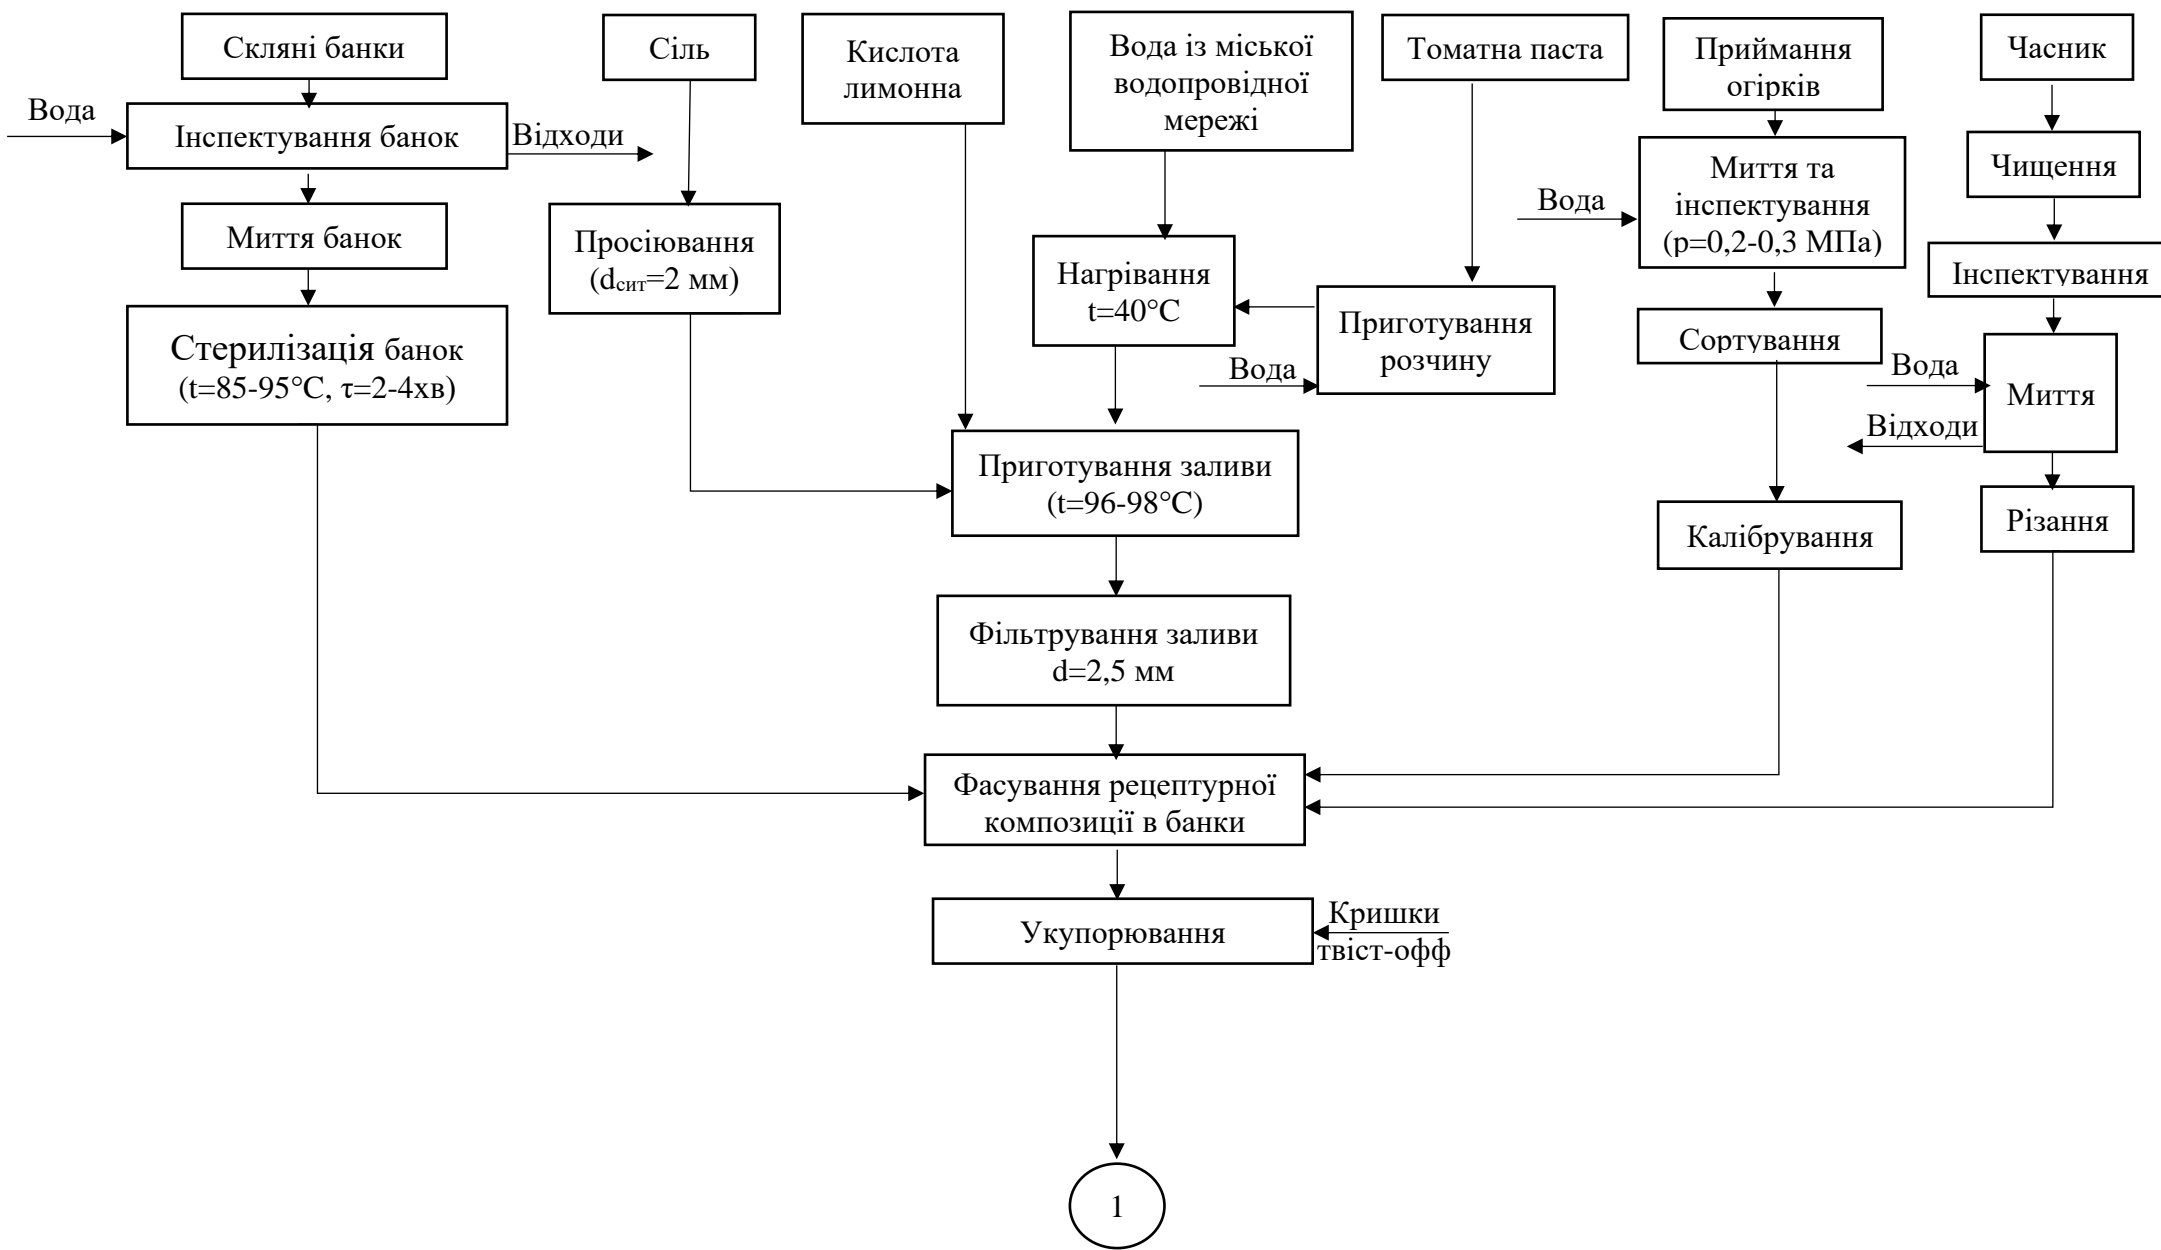 Скляні банки
Сіль
Кислота
лимонна
Вода із міської
водопровідної
мережі
Томатна паста
Приймання
огірків
Часник
Вода
Інспектування банок
Відходи
Чищення
Миття та
інспектування
(р=0,2-0,3 МПа)
Вода
Миття банок
Просіювання
(dсит=2 мм)
Нагрівання
t=40°C
Інспектування
Приготування
розчину
Вода
Сортування
Стерилізація банок
(t=85-95°C, τ=2-4хв)
Вода
Миття
Відходи
Приготування заливи
(t=96-98°C)
Калібрування
Різання
Фільтрування заливи
d=2,5 мм
Фасування рецептурної
композиції в банки
Укупорювання
Кришки
твіст-офф
1